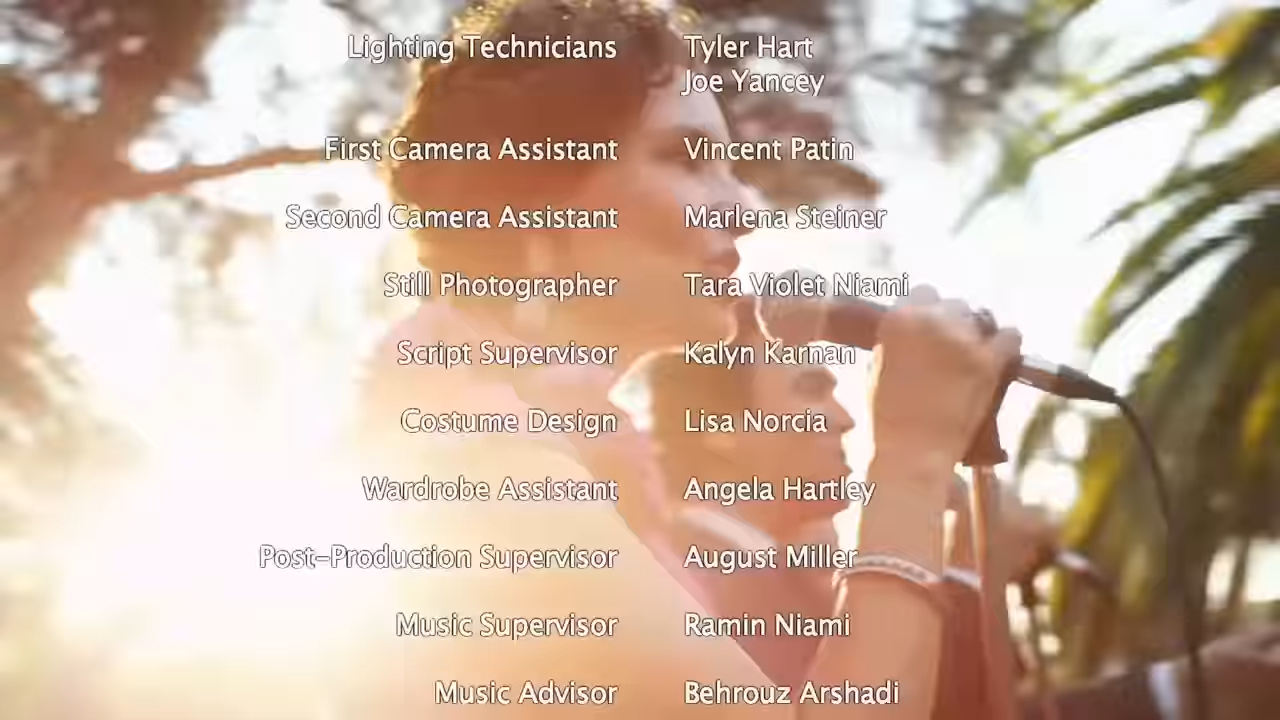 Lighting Technicians Tyler Hart
Joe Yancey
First Camera Assistant Vincent Patin
Second Camera Assistant Marlena Steiner
Still Photographer Tara Violet Niami
Script Supervisor Kalyn Karnan
Costume Design Lisa Norcia
Wardrobe Assistant Angela Hartley
Post-Production Supervisor August Miller
Music Supervisor Ramin Niami
Music Advisor Behrouz Arshadi